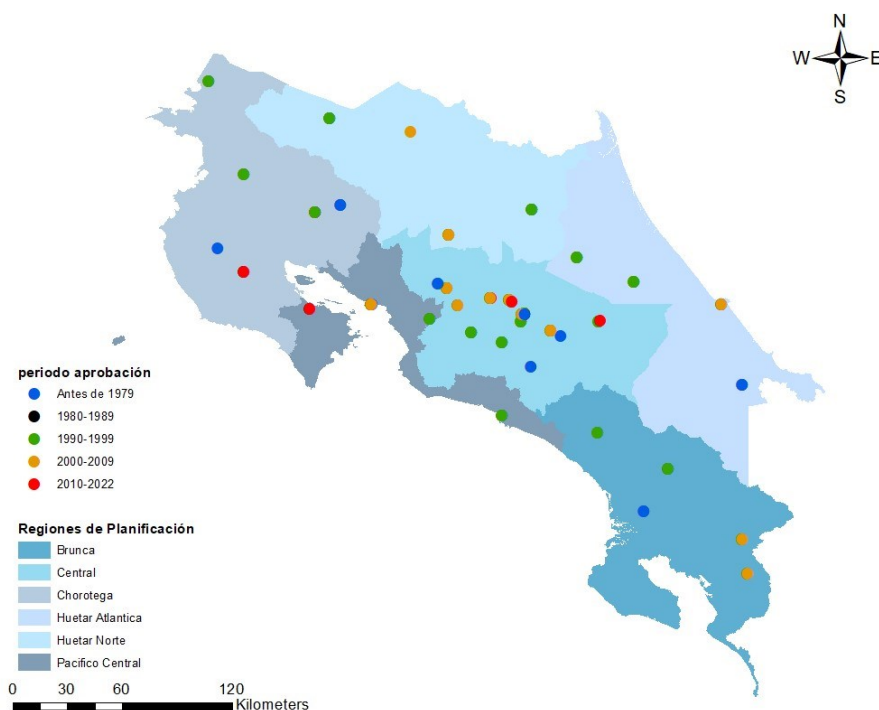 N
W E
S
periodo aprobación
Antes de 1979
1980-1989
1990-1999
2000-2009
2010-2022
Regiones de Planificación
Brunca
Central
Chorotega
Huetar Atlantica
Huetar Norte
Pacifico Central
0 30 60 120
Kilometers